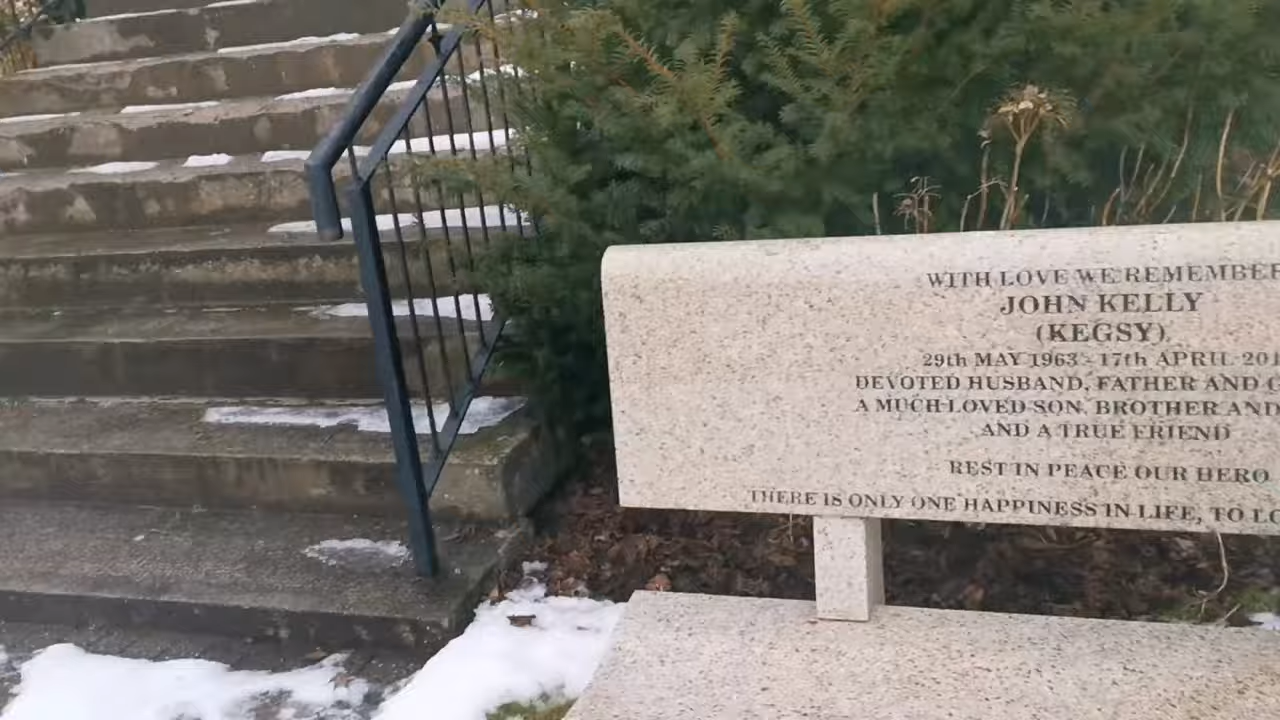 WITH LOVE WE REMEMBER
JOHN KELLY
(KEGSY)
29th MAY 1963 - 17th APRIL 201
DEVOTED HUSBAND, FATHER AND
A MUCH LOVED SON, BROTHER AND
AND A TRUE FRIEND
REST IN PEACE OUR HERO
THERE IS ONLY ONE HAPPINESS IN LIFE, TO